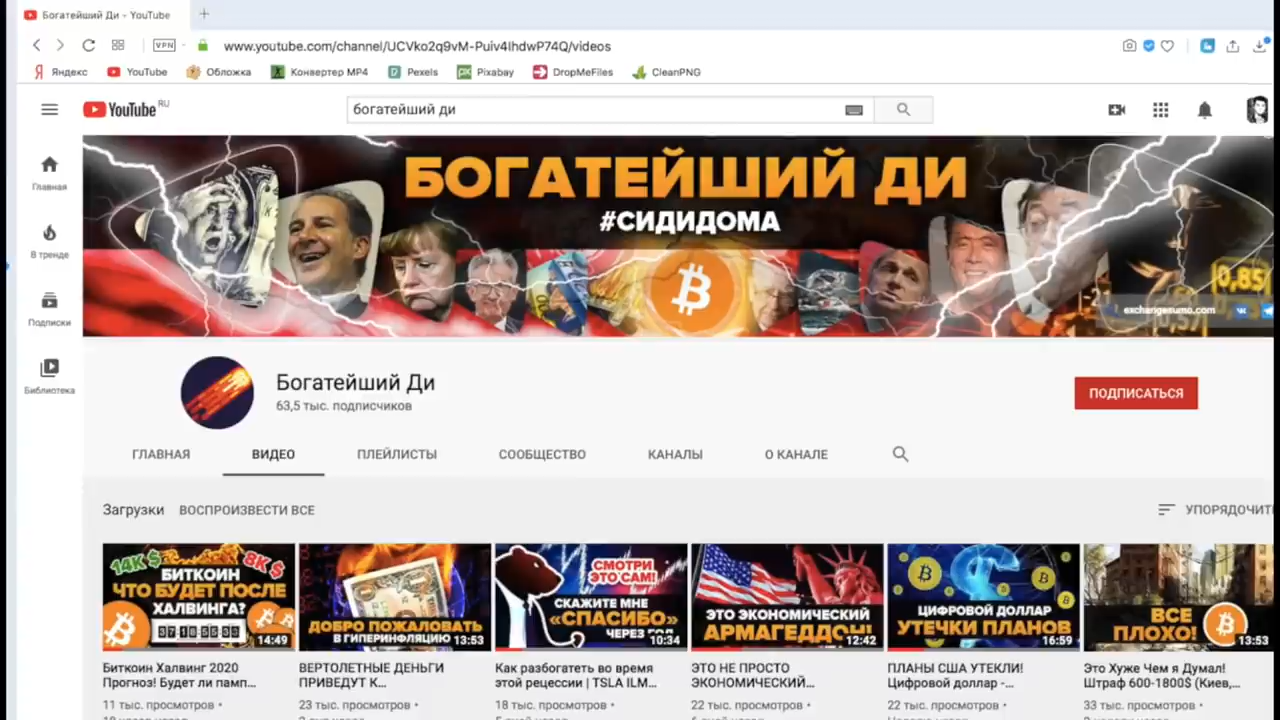 Богатейший Ди - YouTube
VPN
www.youtube.com/channel/UCVko2q9vM-Puiv4IhdwP74Q/videos
Яндекс YouTube Обложка Конвертер MP4 Pexels Pixabay DropMeFiles CleanPNG
YouTube RU
богатейший ди
БОГАТЕЙШИЙ ДИ
#СИДИДОМА
0,85
exchangesumo.com
Главная
В тренде
Подписки
Библиотека
Богатейший Ди
63,5 тыс. подписчиков
ПОДПИСАТЬСЯ
ГЛАВНАЯ ВИДЕО ПЛЕЙЛИСТЫ СООБЩЕСТВО КАНАЛЫ О КАНАЛЕ
Загрузки ВОСПРОИЗВЕСТИ ВСЕ
УПОРЯДОЧИТ
14K $ 8K $
БИТКОИН
ЧТО БУДЕТ ПОСЛЕ
ХАЛВИНГА?
14:49
Биткоин Халвинг 2020
Прогноз! Будет ли памп...
11 тыс. просмотров •
ДОБРО ПОЖАЛОВАТЬ
В ГИПЕРИНФЛЯЦИЮ
13:53
ВЕРТОЛЕТНЫЕ ДЕНЬГИ
ПРИВЕДУТ К...
23 тыс. просмотров •
СМОТРИ
ЭТО САМ!
СКАЖИТЕ МНЕ
«СПАСИБО»
ЧЕРЕЗ ГОД
10:34
Как разбогатеть во время
этой рецессии | TSLA ILM...
18 тыс. просмотров •
ЭТО ЭКОНОМИЧЕСКИЙ
АРМАГЕДДОН!
12:42
ЭТО НЕ ПРОСТО
ЭКОНОМИЧЕСКИЙ...
22 тыс. просмотров •
ЦИФРОВОЙ ДОЛЛАР
УТЕЧКИ ПЛАНОВ
16:59
ПЛАНЫ США УТЕКЛИ!
Цифровой доллар -...
22 тыс. просмотров •
ВСЕ
ПЛОХО!
13:53
Это Хуже Чем я Думал!
Штраф 600-1800$ (Киев,...
33 тыс. просмотров •